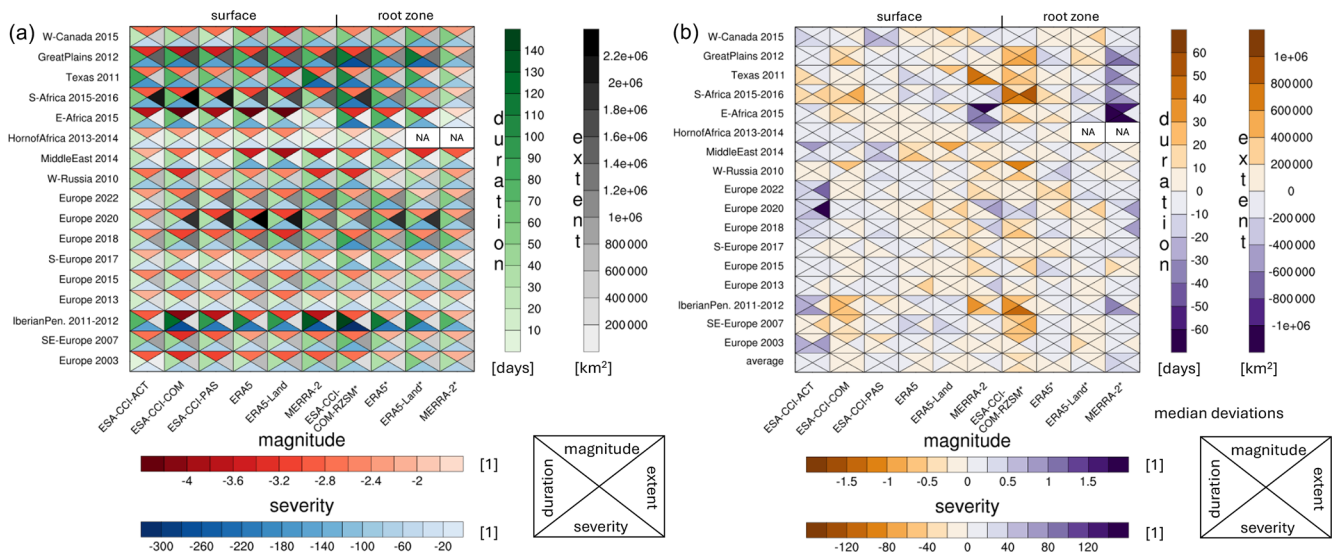 (a)
surface
root zone
W-Canada 2015
GreatPlains 2012
Texas 2011
S-Africa 2015-2016
E-Africa 2015
HornofAfrica 2013-2014
NA
NA
MiddleEast 2014
W-Russia 2010
Europe 2022
Europe 2020
Europe 2018
S-Europe 2017
Europe 2015
Europe 2013
IberianPen. 2011-2012
SE-Europe 2007
Europe 2003
ESA-CCI-ACT
ESA-CCI-COM
ESA-CCI-PAS
ERA5
ERA5-Land
MERRA-2
ESA-CCI-
COM-RZSM*
ERA5*
ERA5-Land*
MERRA-2*
140
130
120
110
100
90
80
70
60
50
40
30
20
10
duration
[days]
2.2e+06
2e+06
1.8e+06
1.6e+06
1.4e+06
1.2e+06
1e+06
800 000
600 000
400 000
200 000
extent
[km²]
magnitude
-4
-3.6
-3.2
-2.8
-2.4
-2
[1]
severity
-300
-260
-220
-180
-140
-100
-60
-20
[1]
magnitude
duration
extent
severity
(b)
surface
root zone
W-Canada 2015
GreatPlains 2012
Texas 2011
S-Africa 2015-2016
E-Africa 2015
HornofAfrica 2013-2014
NA
NA
MiddleEast 2014
W-Russia 2010
Europe 2022
Europe 2020
Europe 2018
S-Europe 2017
Europe 2015
Europe 2013
IberianPen. 2011-2012
SE-Europe 2007
Europe 2003
average
ESA-CCI-ACT
ESA-CCI-COM
ESA-CCI-PAS
ERA5
ERA5-Land
MERRA-2
ESA-CCI-
COM-RZSM*
ERA5*
ERA5-Land*
MERRA-2*
60
50
40
30
20
10
0
-10
-20
-30
-40
-50
-60
duration
[days]
1e+06
800 000
600 000
400 000
200 000
0
-200 000
-400 000
-600 000
-800 000
-1e+06
extent
[km²]
median deviations
magnitude
-1.5
-1
-0.5
0
0.5
1
1.5
[1]
severity
-120
-80
-40
0
40
80
120
[1]
magnitude
duration
extent
severity